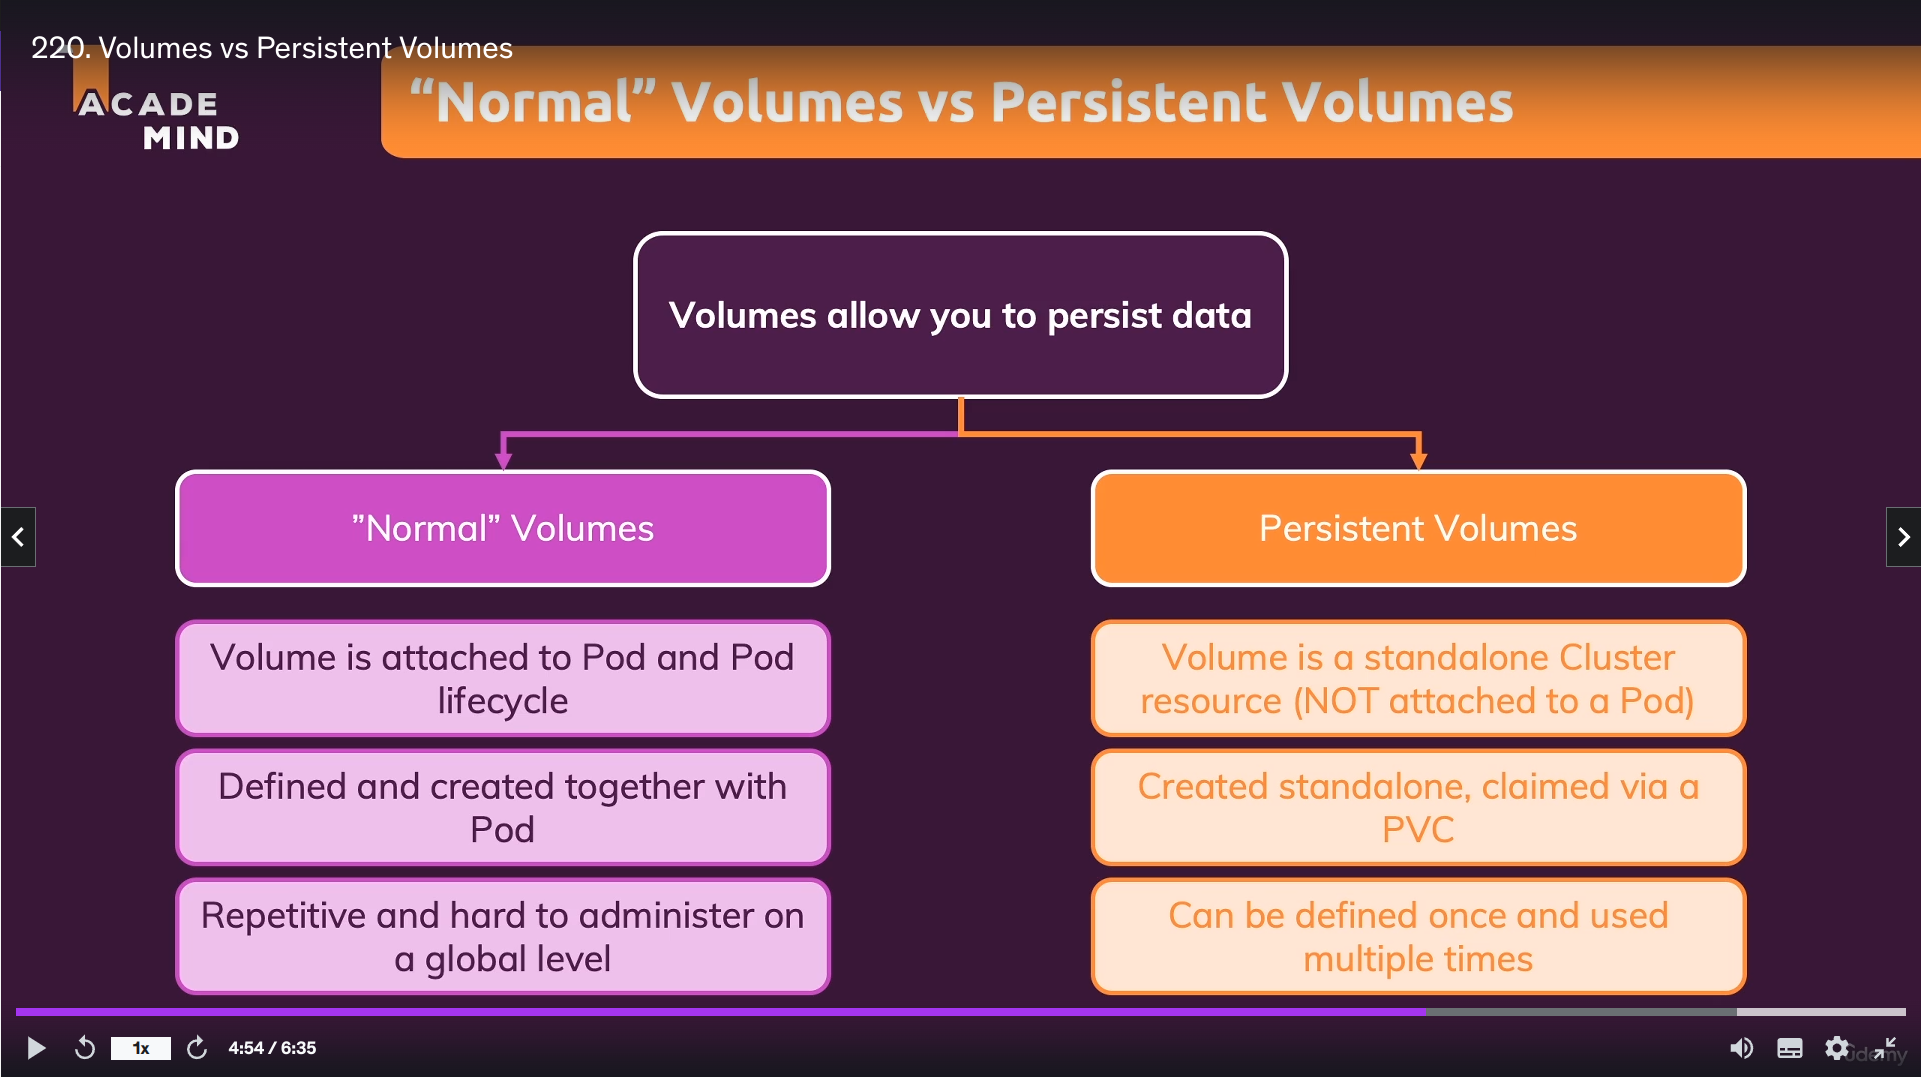 220. Volumes vs Persistent Volumes
ACADE
MIND
“Normal” Volumes vs Persistent Volumes
Volumes allow you to persist data
”Normal” Volumes
Persistent Volumes
Volume is attached to Pod and Pod
lifecycle
Volume is a standalone Cluster
resource (NOT attached to a Pod)
Defined and created together with
Pod
Created standalone, claimed via a
PVC
Repetitive and hard to administer on
a global level
Can be defined once and used
multiple times
1x
4:54 / 6:35
ûdemy